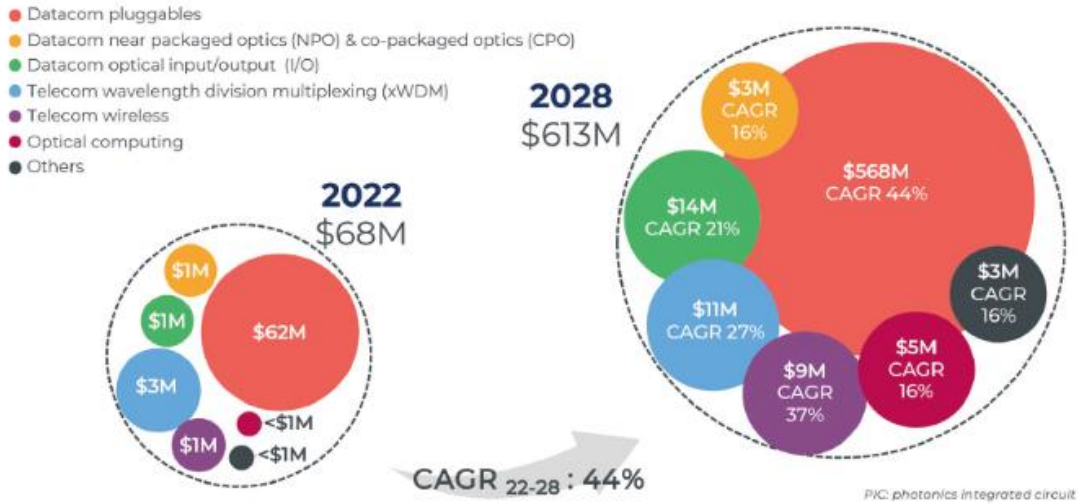 Datacom pluggables
Datacom near packaged optics (NPO) & co-packaged optics (CPO)
Datacom optical input/output (I/O)
Telecom wavelength division multiplexing (xWDM)
Telecom wireless
Optical computing
Others
2022
$68M
$1M
$62M
$1M
$3M
$1M
<$1M
<$1M
2028
$613M
$3M
CAGR
16%
$568M
CAGR 44%
$14M
CAGR 21%
$11M
CAGR 27%
$9M
CAGR
37%
$5M
CAGR
16%
$3M
CAGR
16%
CAGR 22-28 : 44%
PIC: photonics integrated circuit